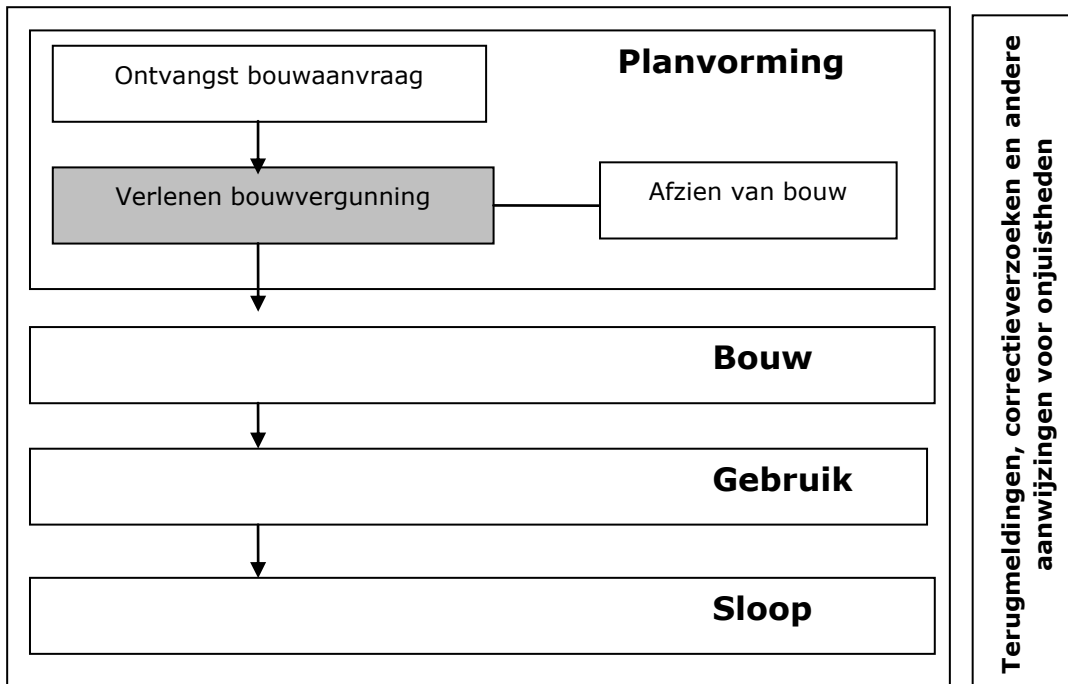 Planvorming
Ontvangst bouwaanvraag
Verlenen bouwvergunning
Afzien van bouw
Bouw
Gebruik
Sloop
Terugmeldingen, correctieverzoeken en andere
aanwijzingen voor onjuistheden